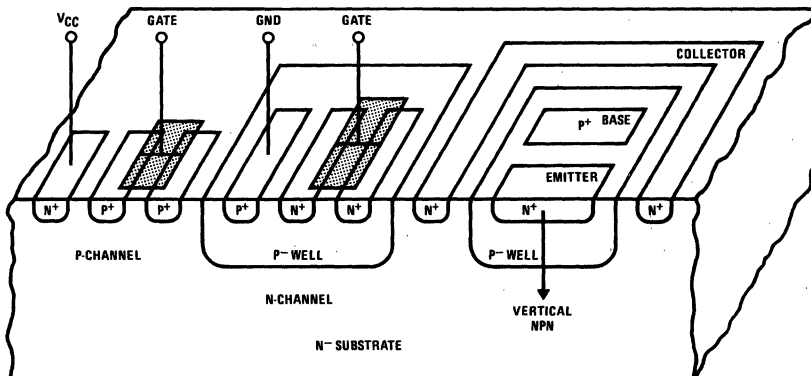 VCC GATE GND GATE
COLLECTOR
P+ BASE
EMITTER
N+ P+ P+ P+ N+ N+ N+ N+ N+
P-CHANNEL P− WELL P− WELL
N-CHANNEL
VERTICAL
NPN
N− SUBSTRATE